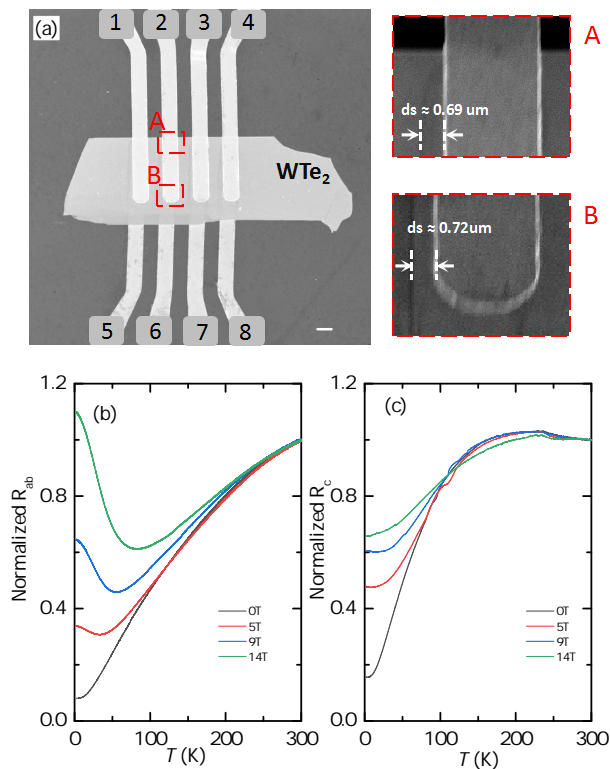 (a)
1 2 3 4
A
B
WTe2
5 6 7 8
A
ds ≈ 0.69 um
B
ds ≈ 0.72um
(b)
Normalized Rab
1.2
0.8
0.4
0.0
0 100 200 300
T (K)
0T
5T
9T
14T
(c)
Normalized Rc
1.2
0.8
0.4
0.0
0 100 200 300
T (K)
0T
5T
9T
14T